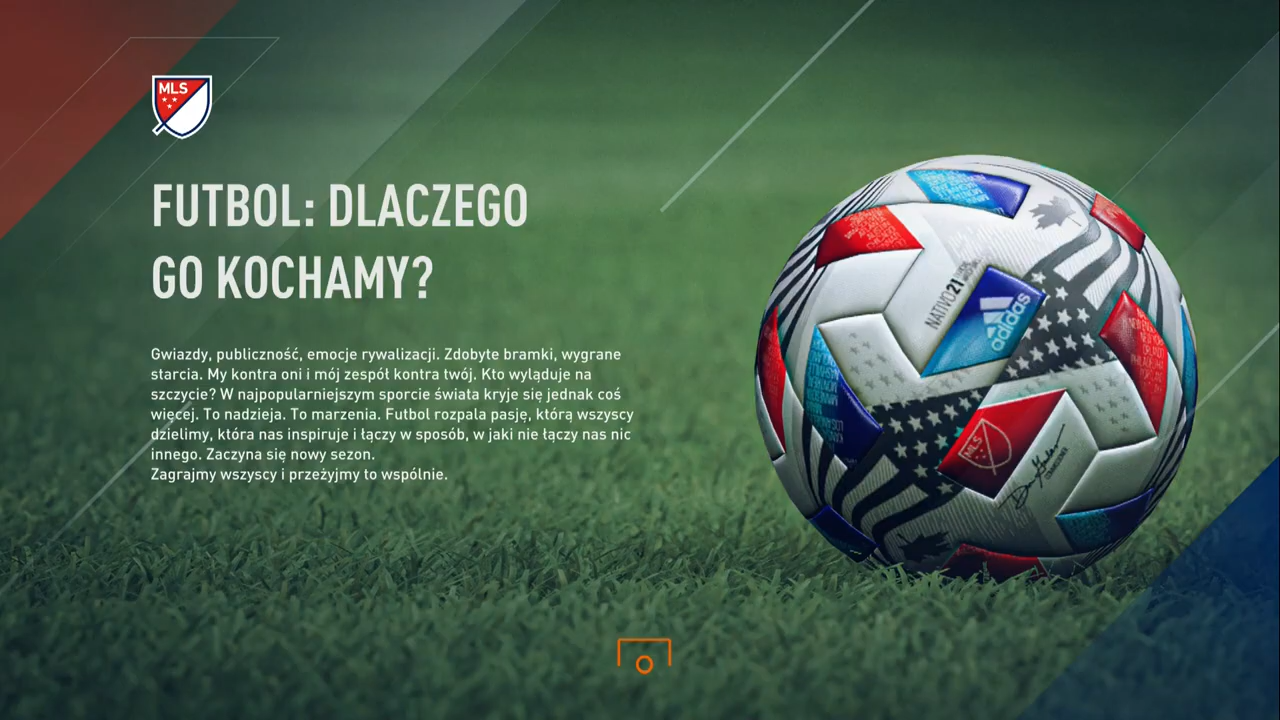 MLS
FUTBOL: DLACZEGO
GO KOCHAMY?
Gwiazdy, publiczność, emocje rywalizacji. Zdobyte bramki, wygrane
starcia. My kontra oni i mój zespół kontra twój. Kto wyląduje na
szczycie? W najpopularniejszym sporcie świata kryje się jednak coś
więcej. To nadzieja. To marzenia. Futbol rozpala pasję, którą wszyscy
dzielimy, która nas inspiruje i łączy w sposób, w jaki nie łączy nas nic
innego. Zaczyna się nowy sezon.
Zagrajmy wszyscy i przeżyjmy to wspólnie.
NATIVO21
adidas
MLS